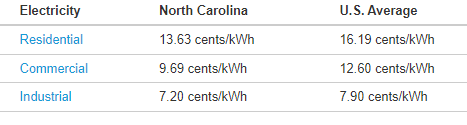 Electricity North Carolina U.S. Average
Residential 13.63 cents/kWh 16.19 cents/kWh
Commercial 9.69 cents/kWh 12.60 cents/kWh
Industrial 7.20 cents/kWh 7.90 cents/kWh